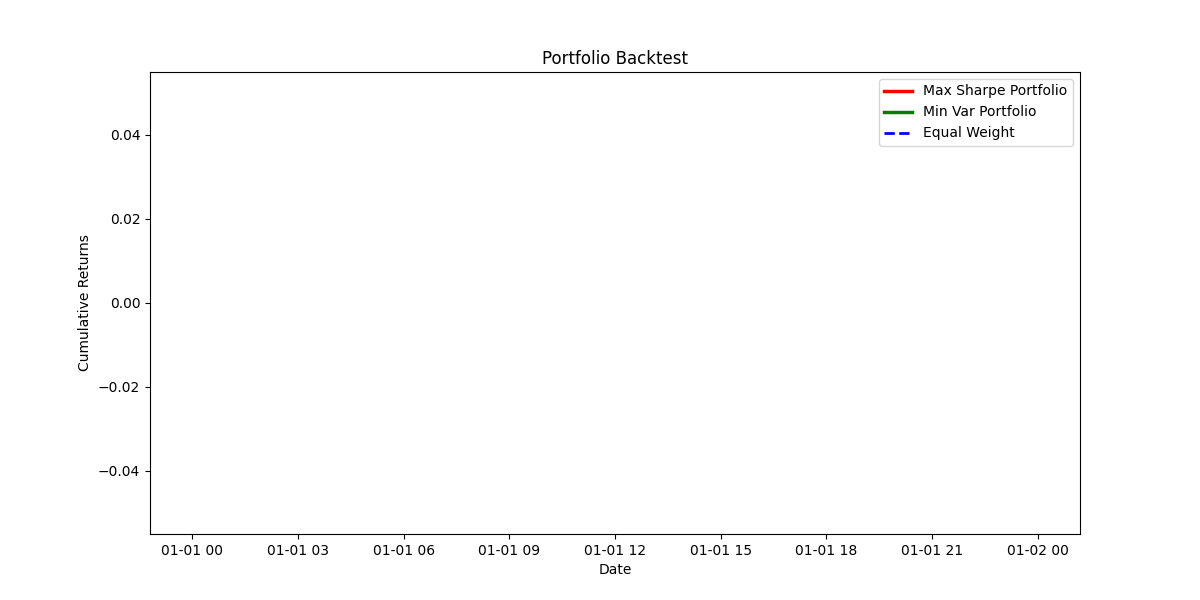 Portfolio Backtest
Max Sharpe Portfolio
Min Var Portfolio
Equal Weight
Cumulative Returns
0.04
0.02
0.00
−0.02
−0.04
01-01 00 01-01 03 01-01 06 01-01 09 01-01 12 01-01 15 01-01 18 01-01 21 01-02 00
Date